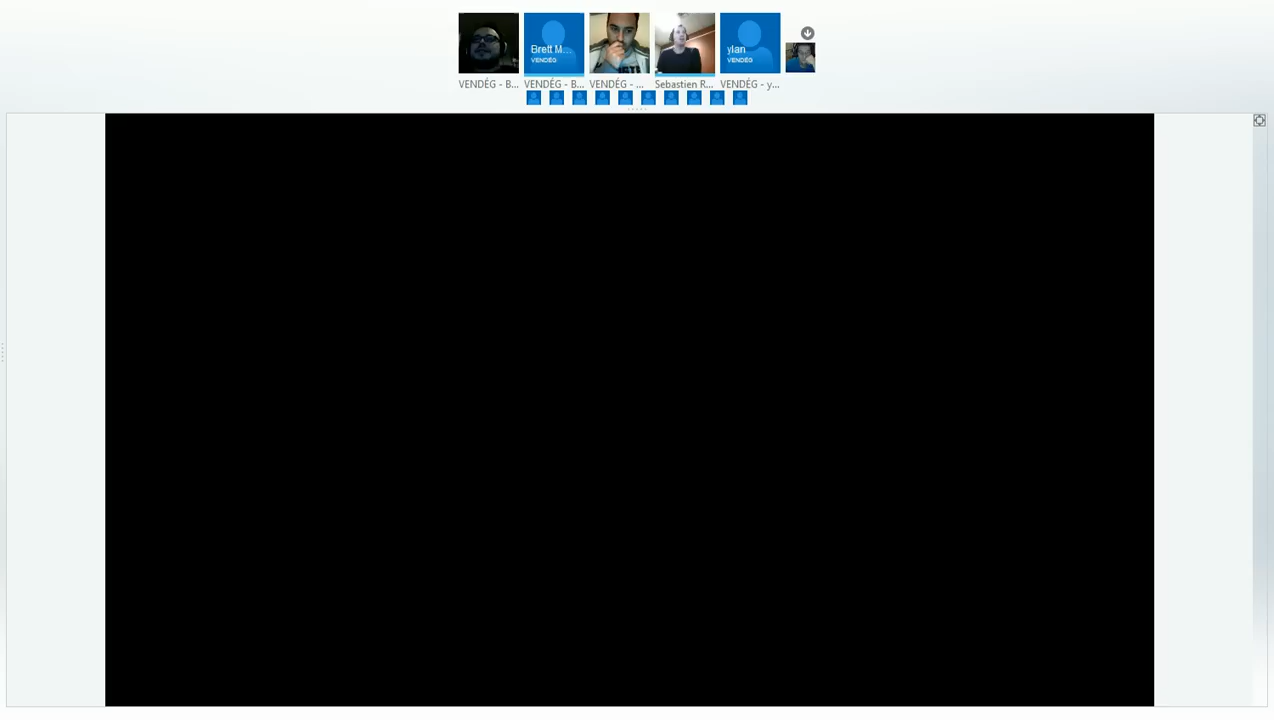 Brett M...
VENDÉG
ylan
VENDÉG
VENDÉG - B...
VENDÉG - B...
VENDÉG - ...
Sebastien R...
VENDÉG - y...